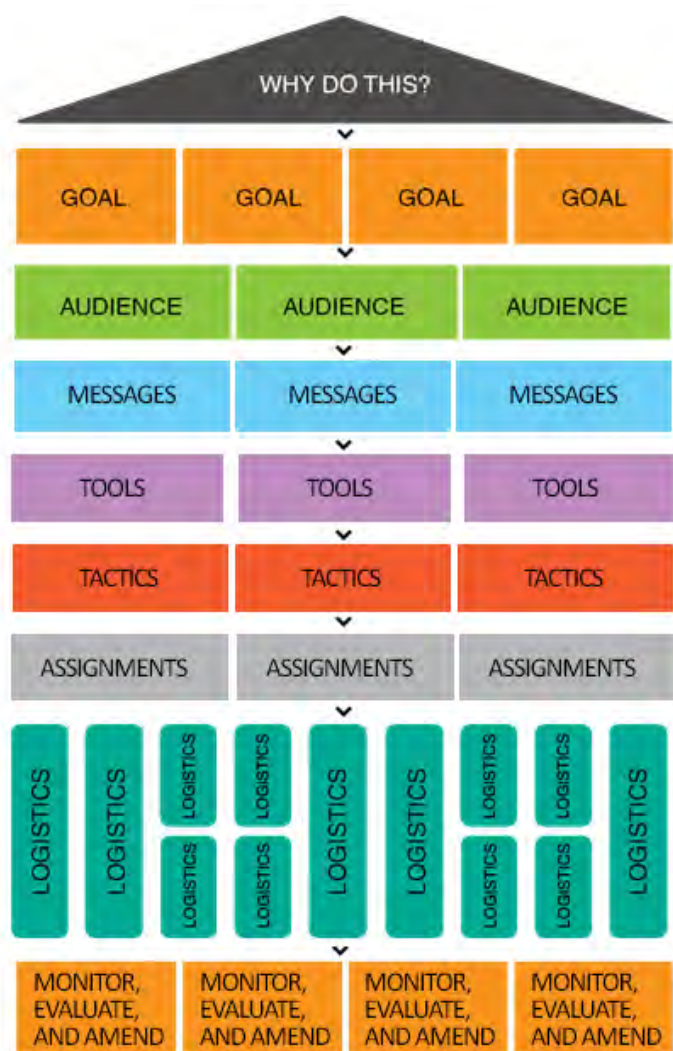 WHY DO THIS?
GOAL GOAL GOAL GOAL
AUDIENCE AUDIENCE AUDIENCE
MESSAGES MESSAGES MESSAGES
TOOLS TOOLS TOOLS
TACTICS TACTICS TACTICS
ASSIGNMENTS ASSIGNMENTS ASSIGNMENTS
LOGISTICS
LOGISTICS
LOGISTICS
LOGISTICS
LOGISTICS
LOGISTICS
LOGISTICS
LOGISTICS
LOGISTICS
LOGISTICS
LOGISTICS
LOGISTICS
LOGISTICS
MONITOR,
EVALUATE,
AND AMEND
MONITOR,
EVALUATE,
AND AMEND
MONITOR,
EVALUATE,
AND AMEND
MONITOR,
EVALUATE,
AND AMEND